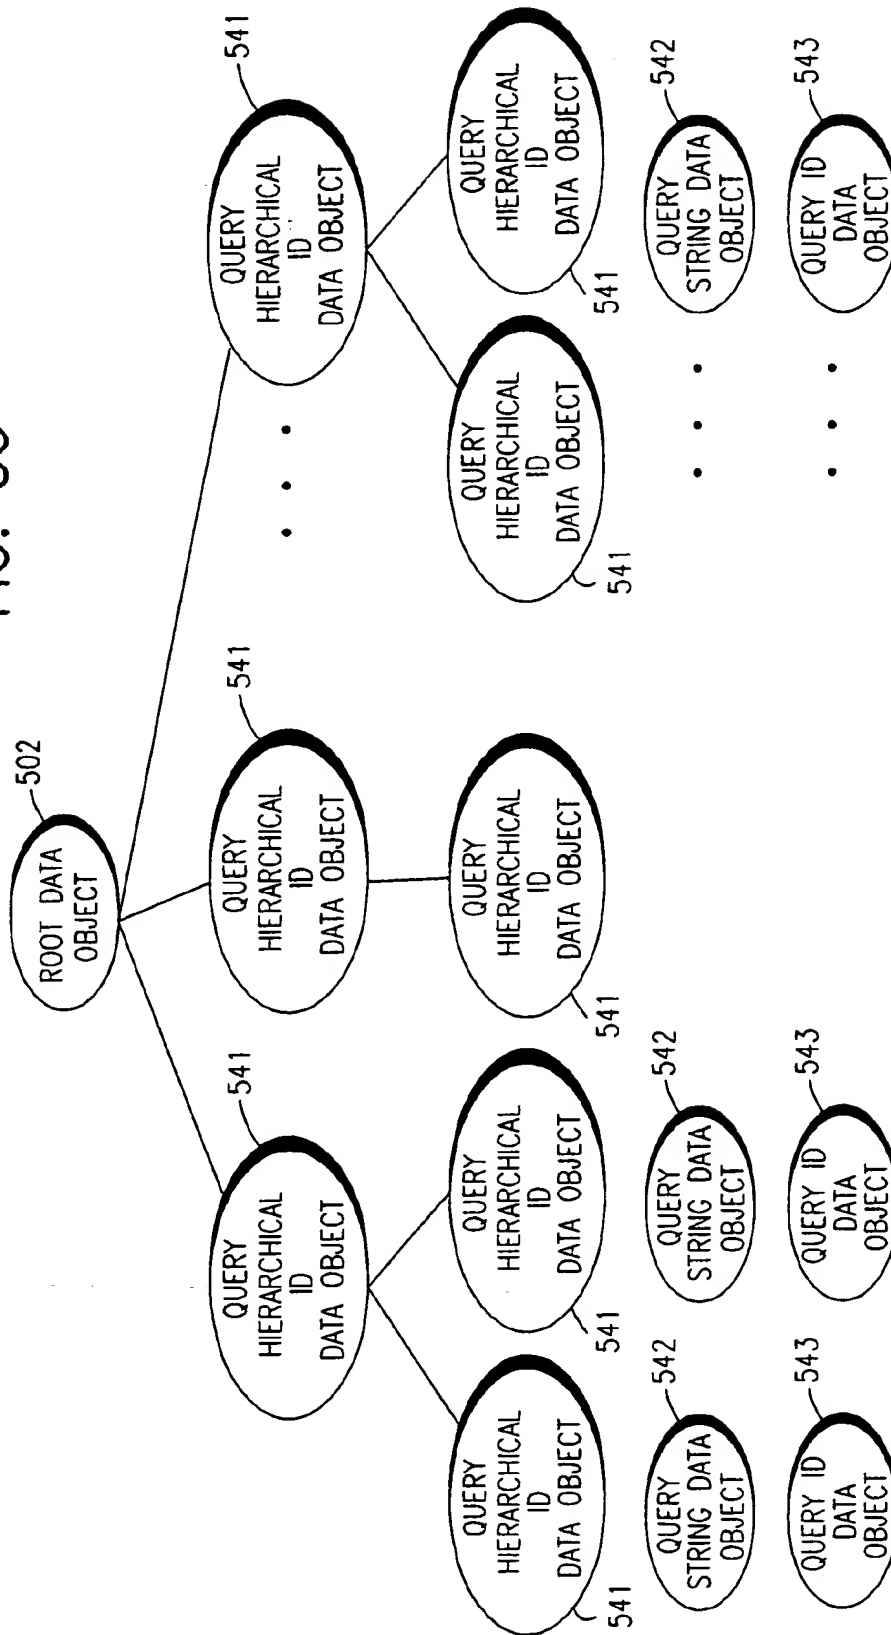 502
ROOT DATA
OBJECT
541
QUERY
HIERARCHICAL
ID
DATA OBJECT
541
QUERY
HIERARCHICAL
ID
DATA OBJECT
541
QUERY
HIERARCHICAL
ID
DATA OBJECT
QUERY
HIERARCHICAL
ID
DATA OBJECT
541
QUERY
HIERARCHICAL
ID
DATA OBJECT
541
QUERY
HIERARCHICAL
ID
DATA OBJECT
541
QUERY
HIERARCHICAL
ID
DATA OBJECT
541
QUERY
HIERARCHICAL
ID
DATA OBJECT
541
QUERY
STRING DATA
OBJECT
542
QUERY
STRING DATA
OBJECT
542
QUERY
STRING DATA
OBJECT
542
QUERY ID
DATA
OBJECT
543
QUERY ID
DATA
OBJECT
543
QUERY ID
DATA
OBJECT
543